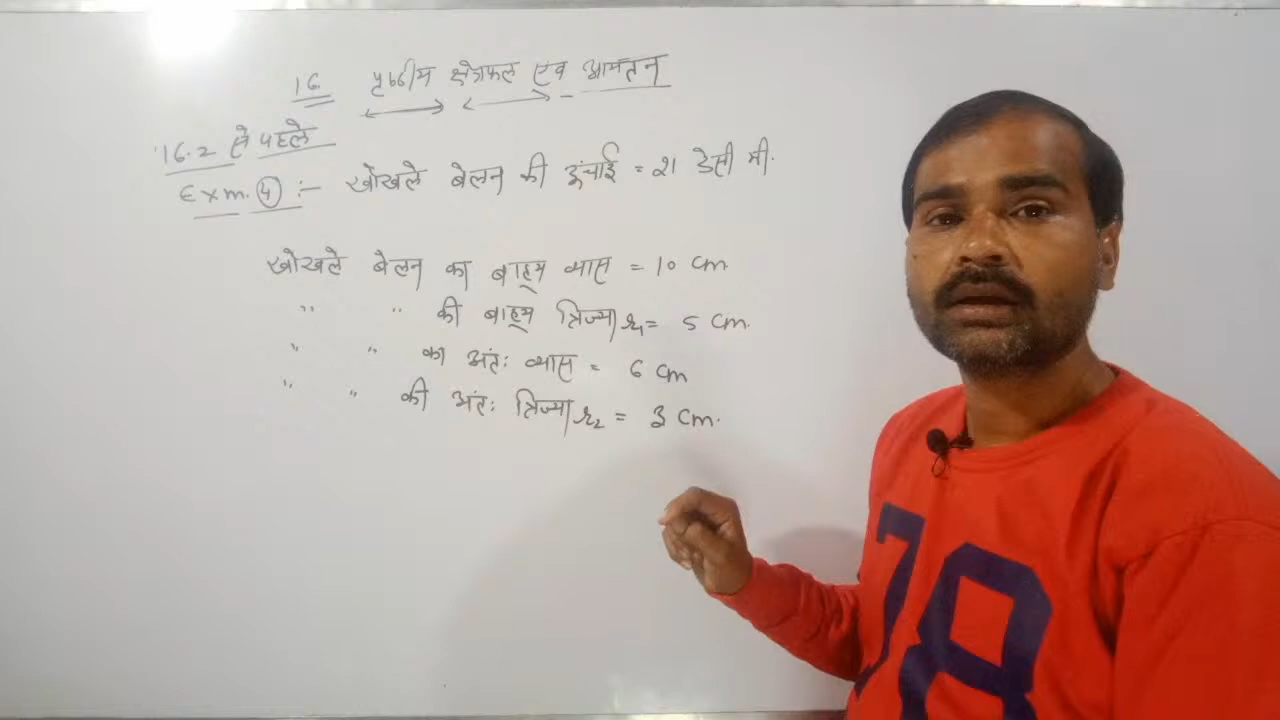 16 पृष्ठीय क्षेत्रफल एवं आयतन
16.2 से पहले
Exm. 4 :- खोखले बेलन की ऊंचाई = 21 डेसी मी.
खोखले बेलन का बाह्य व्यास = 10 cm
" " की बाह्य त्रिज्या r1 = 5 cm.
" " का अंतः व्यास = 6 cm
" " की अंतः त्रिज्या r2 = 3 cm.
78